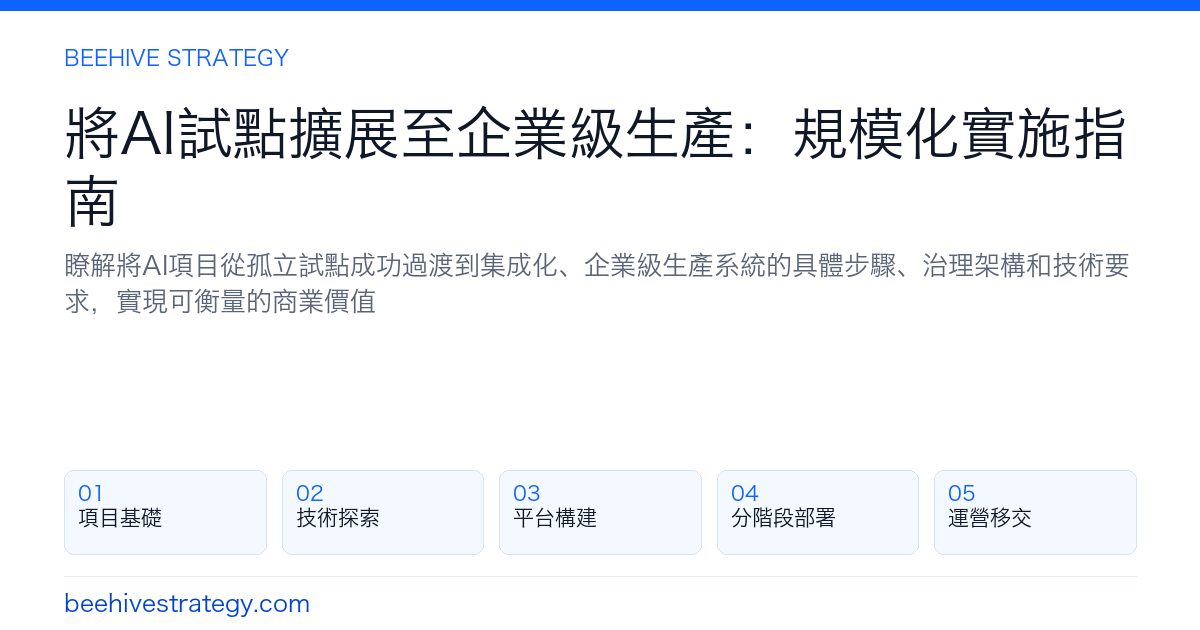 BEEHIVE STRATEGY
將AI試點擴展至企業級生產：規模化實施指
南
瞭解將AI項目從孤立試點成功過渡到集成化、企業級生產系統的具體步驟、治理架構和技術要
求，實現可衡量的商業價值
01
項目基礎
02
技術探索
03
平台構建
04
分階段部署
05
運營移交
beehivestrategy.com